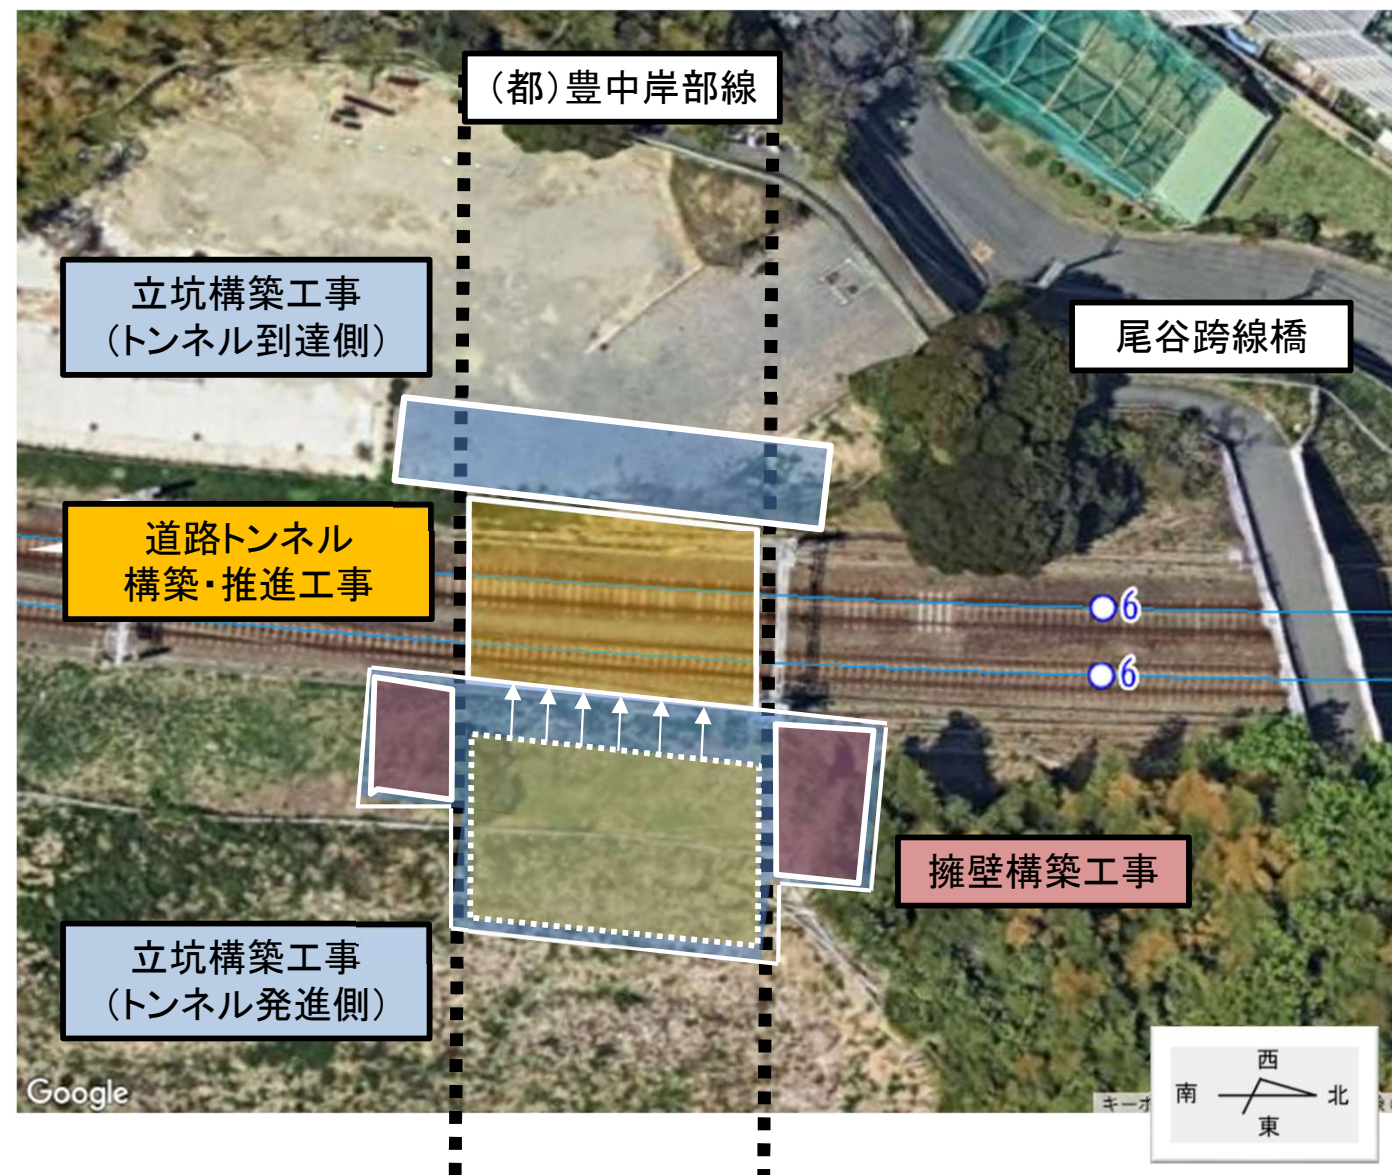 （都）豊中岸部線
立坑構築工事
（トンネル到達側）
尾谷跨線橋
道路トンネル
構築・推進工事
6
6
擁壁構築工事
立坑構築工事
（トンネル発進側）
Google
キーボ
西
南
北
東